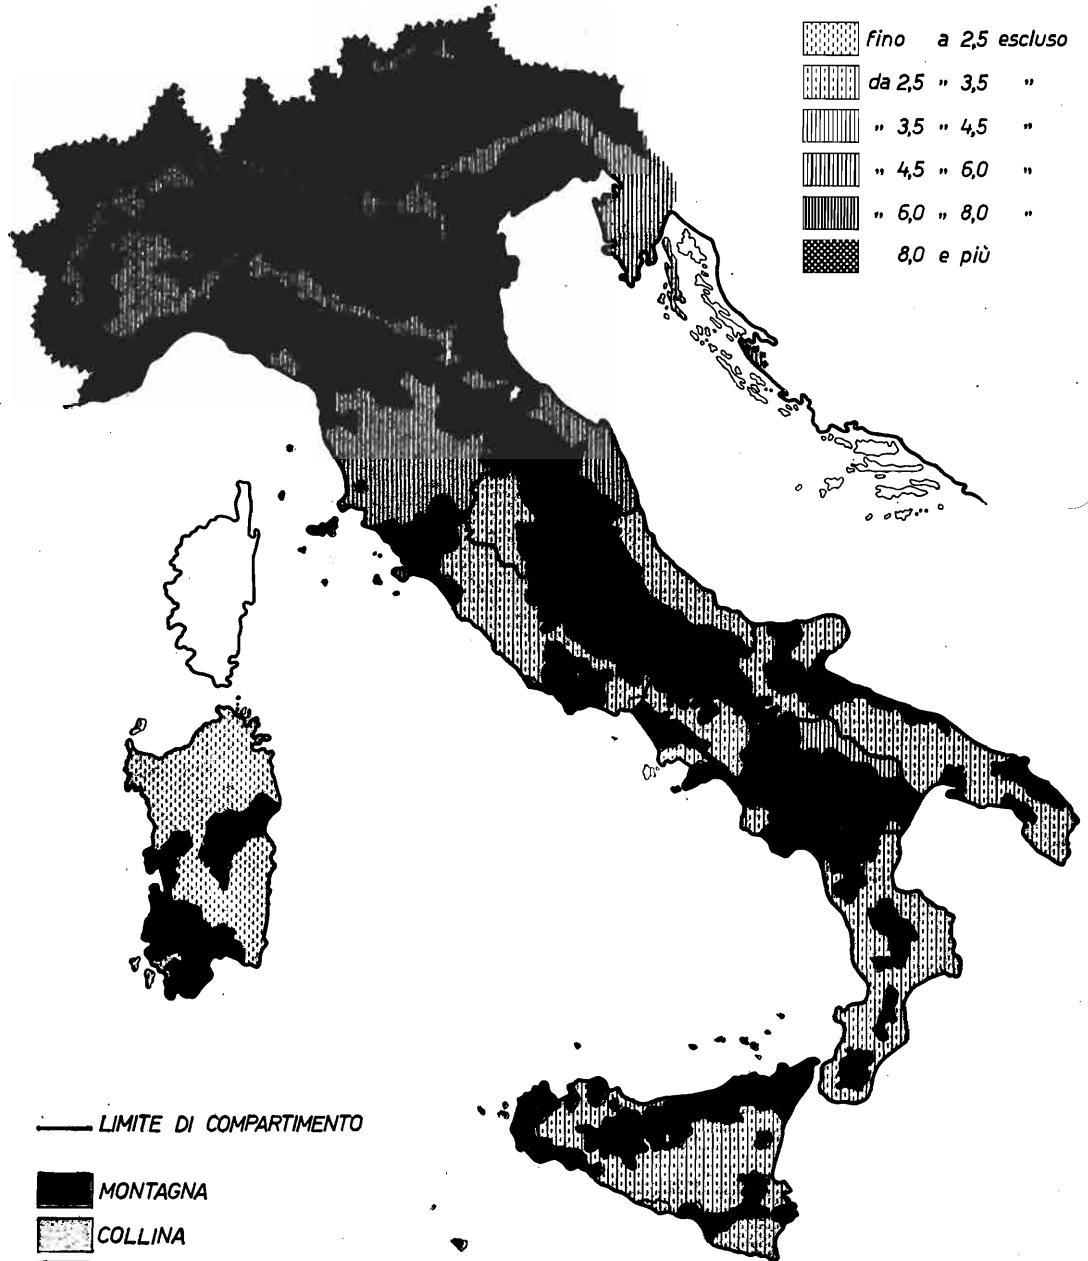 fino a 2,5 escluso
da 2,5 " 3,5 "
" 3,5 " 4,5 "
" 4,5 " 6,0 "
" 6,0 " 8,0 "
8,0 e più
LIMITE DI COMPARTIMENTO
MONTAGNA
COLLINA